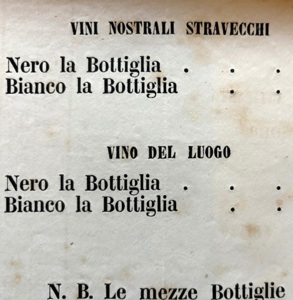 VINI NOSTRALI STRAVECCHI
Nero la Bottiglia . . .
Bianco la Bottiglia . .
VINO DEL LUOGO
Nero la Bottiglia . . .
Bianco la Bottiglia . .
N. B. Le mezze Bottiglie